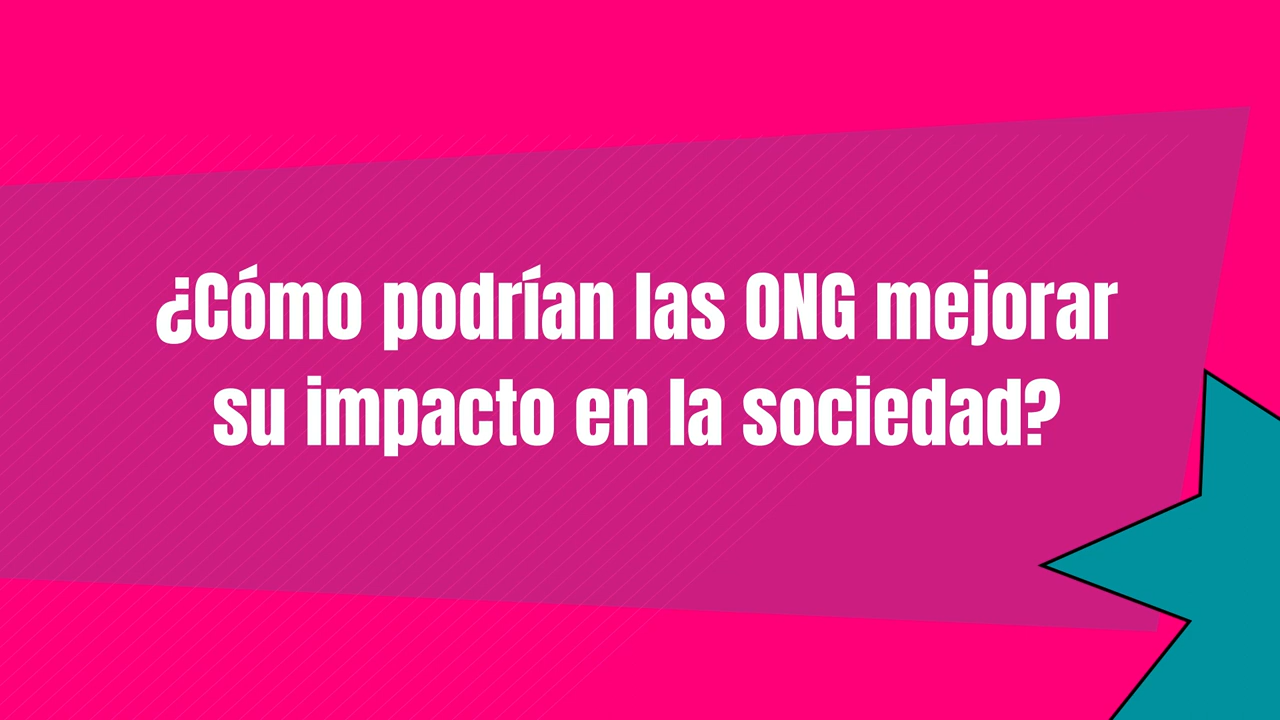 ¿Cómo podrían las ONG mejorar
su impacto en la sociedad?